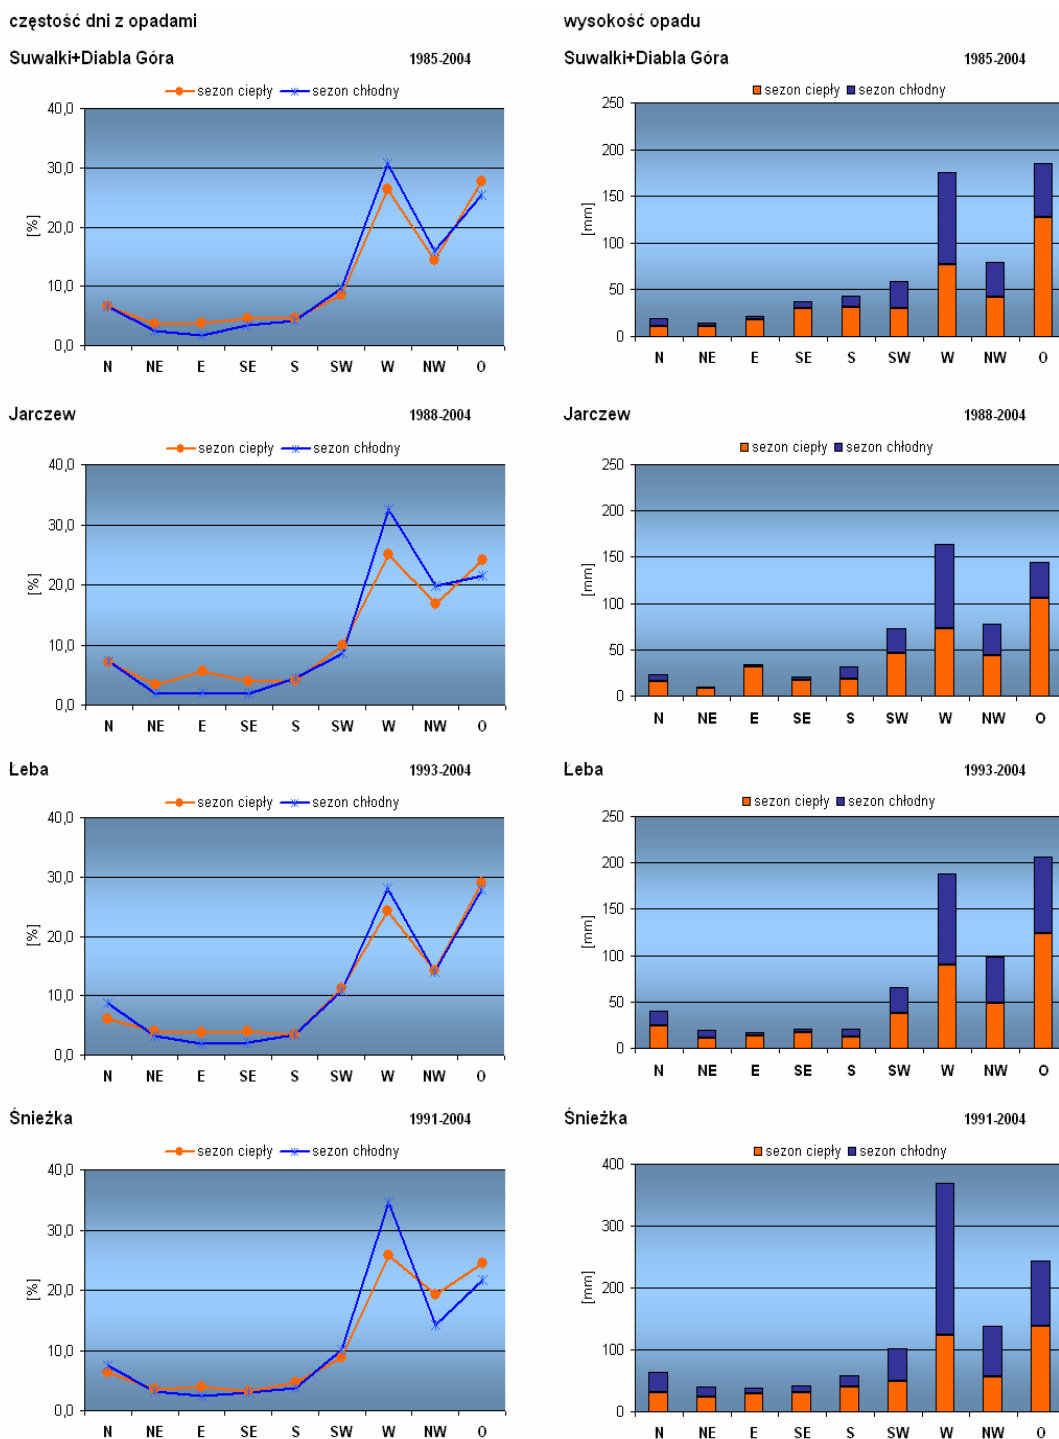 częstość dni z opadami
wysokość opadu
Suwalki+Diabla Góra 1985-2004
Suwalki+Diabla Góra 1985-2004
sezon ciepły sezon chłodny
sezon ciepły sezon chłodny
40,0
30,0
20,0
10,0
0,0
[%]
N NE E SE S SW W NW O
250
200
150
100
50
0
[mm]
N NE E SE S SW W NW O
Jarczew 1988-2004
Jarczew 1988-2004
sezon ciepły sezon chłodny
sezon ciepły sezon chłodny
40,0
30,0
20,0
10,0
0,0
[%]
N NE E SE S SW W NW O
250
200
150
100
50
0
[mm]
N NE E SE S SW W NW O
Łeba 1993-2004
Łeba 1993-2004
sezon ciepły sezon chłodny
sezon ciepły sezon chłodny
40,0
30,0
20,0
10,0
0,0
[%]
N NE E SE S SW W NW O
250
200
150
100
50
0
[mm]
N NE E SE S SW W NW O
Śnieżka 1991-2004
Śnieżka 1991-2004
sezon ciepły sezon chłodny
sezon ciepły sezon chłodny
40,0
30,0
20,0
10,0
0,0
[%]
N NE E SE S SW W NW O
400
300
200
100
0
[mm]
N NE E SE S SW W NW O